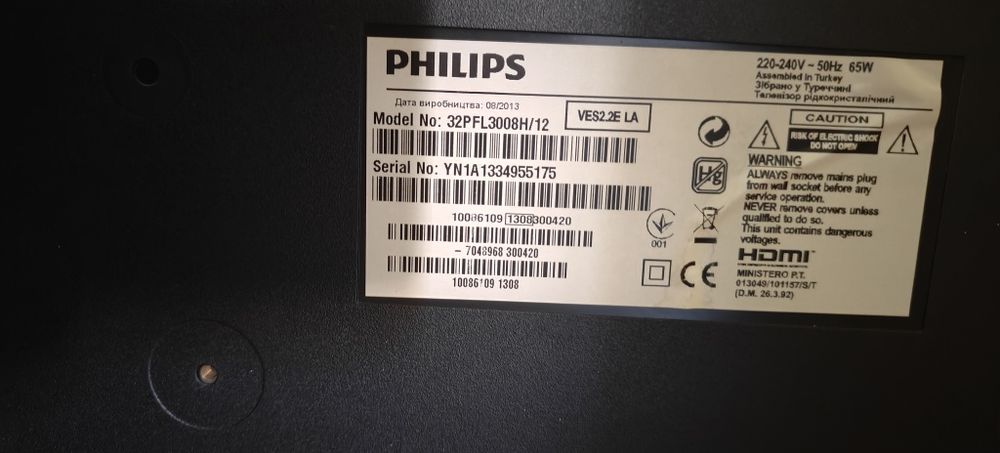 PHILIPS
220-240V ~ 50Hz 65W
Assembled in Turkey
Зібрано у Туреччині
Телевізор рідкокристалічний
Дата виробництва: 08/2013
VES2.2E LA
Model No: 32PFL3008H/12
Serial No: YN1A1334955175
10086109 1308300420
- 7048968 300420
10086109 1308
Hg
001
CE
CAUTION
RISK OF ELECTRIC SHOCK
DO NOT OPEN
WARNING
ALWAYS remove mains plug
from wall socket before any
service operation.
NEVER remove covers unless
qualified to do so.
This unit contains dangerous
voltages.
HDMI
MINISTERO P.T.
013049/101157/S/T
(D.M. 26.3.92)